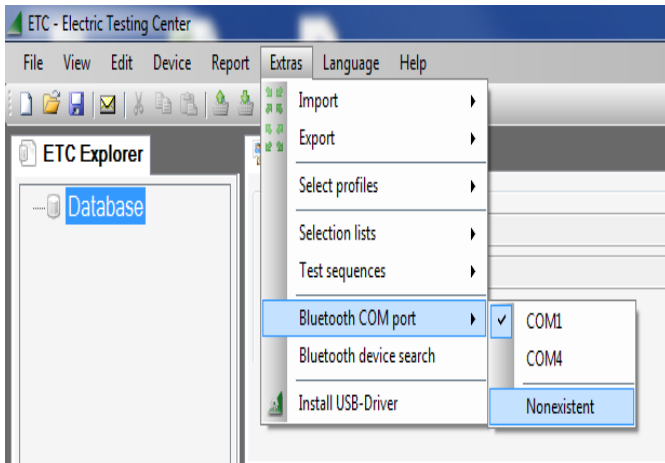 ETC - Electric Testing Center
File View Edit Device Report Extras Language Help
ETC Explorer
Database
Import
Export
Select profiles
Selection lists
Test sequences
Bluetooth COM port
Bluetooth device search
Install USB-Driver
COM1
COM4
Nonexistent